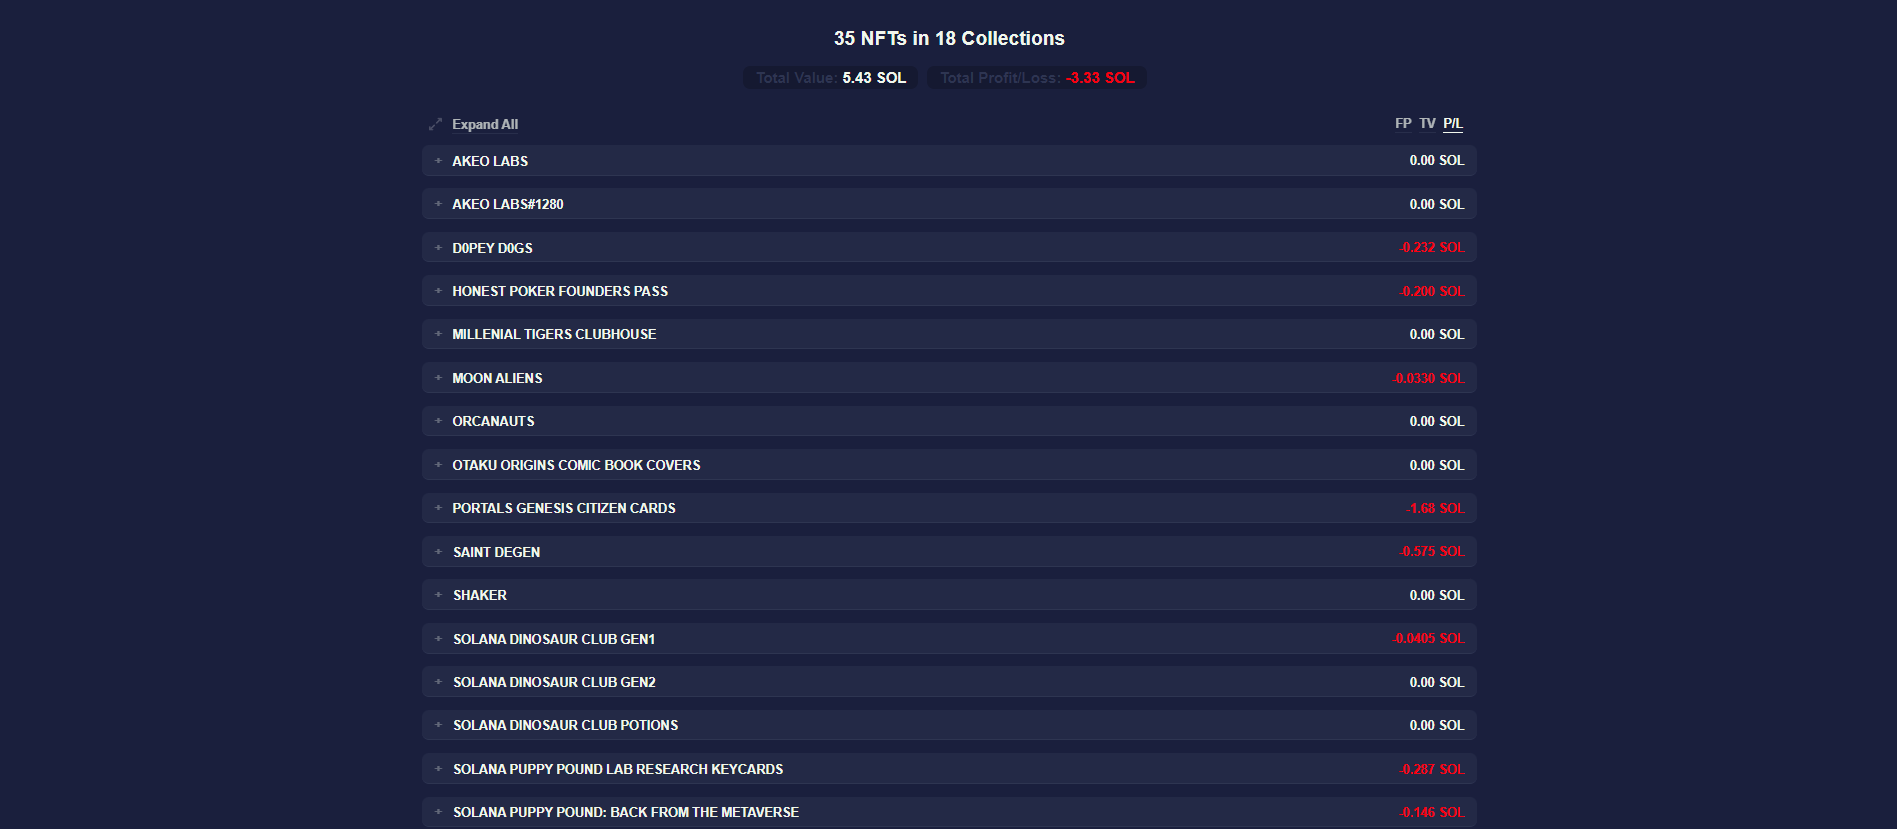 35 NFTs in 18 Collections
Total Value: 5.43 SOL Total Profit/Loss: -3.33 SOL
Expand All FP TV P/L
+ AKEO LABS 0.00 SOL
+ AKEO LABS#1280 0.00 SOL
+ D0PEY D0GS -0.232 SOL
+ HONEST POKER FOUNDERS PASS -0.200 SOL
+ MILLENIAL TIGERS CLUBHOUSE 0.00 SOL
+ MOON ALIENS -0.0330 SOL
+ ORCANAUTS 0.00 SOL
+ OTAKU ORIGINS COMIC BOOK COVERS 0.00 SOL
+ PORTALS GENESIS CITIZEN CARDS -1.68 SOL
+ SAINT DEGEN -0.575 SOL
+ SHAKER 0.00 SOL
+ SOLANA DINOSAUR CLUB GEN1 -0.0405 SOL
+ SOLANA DINOSAUR CLUB GEN2 0.00 SOL
+ SOLANA DINOSAUR CLUB POTIONS 0.00 SOL
+ SOLANA PUPPY POUND LAB RESEARCH KEYCARDS -0.287 SOL
+ SOLANA PUPPY POUND: BACK FROM THE METAVERSE -0.146 SOL